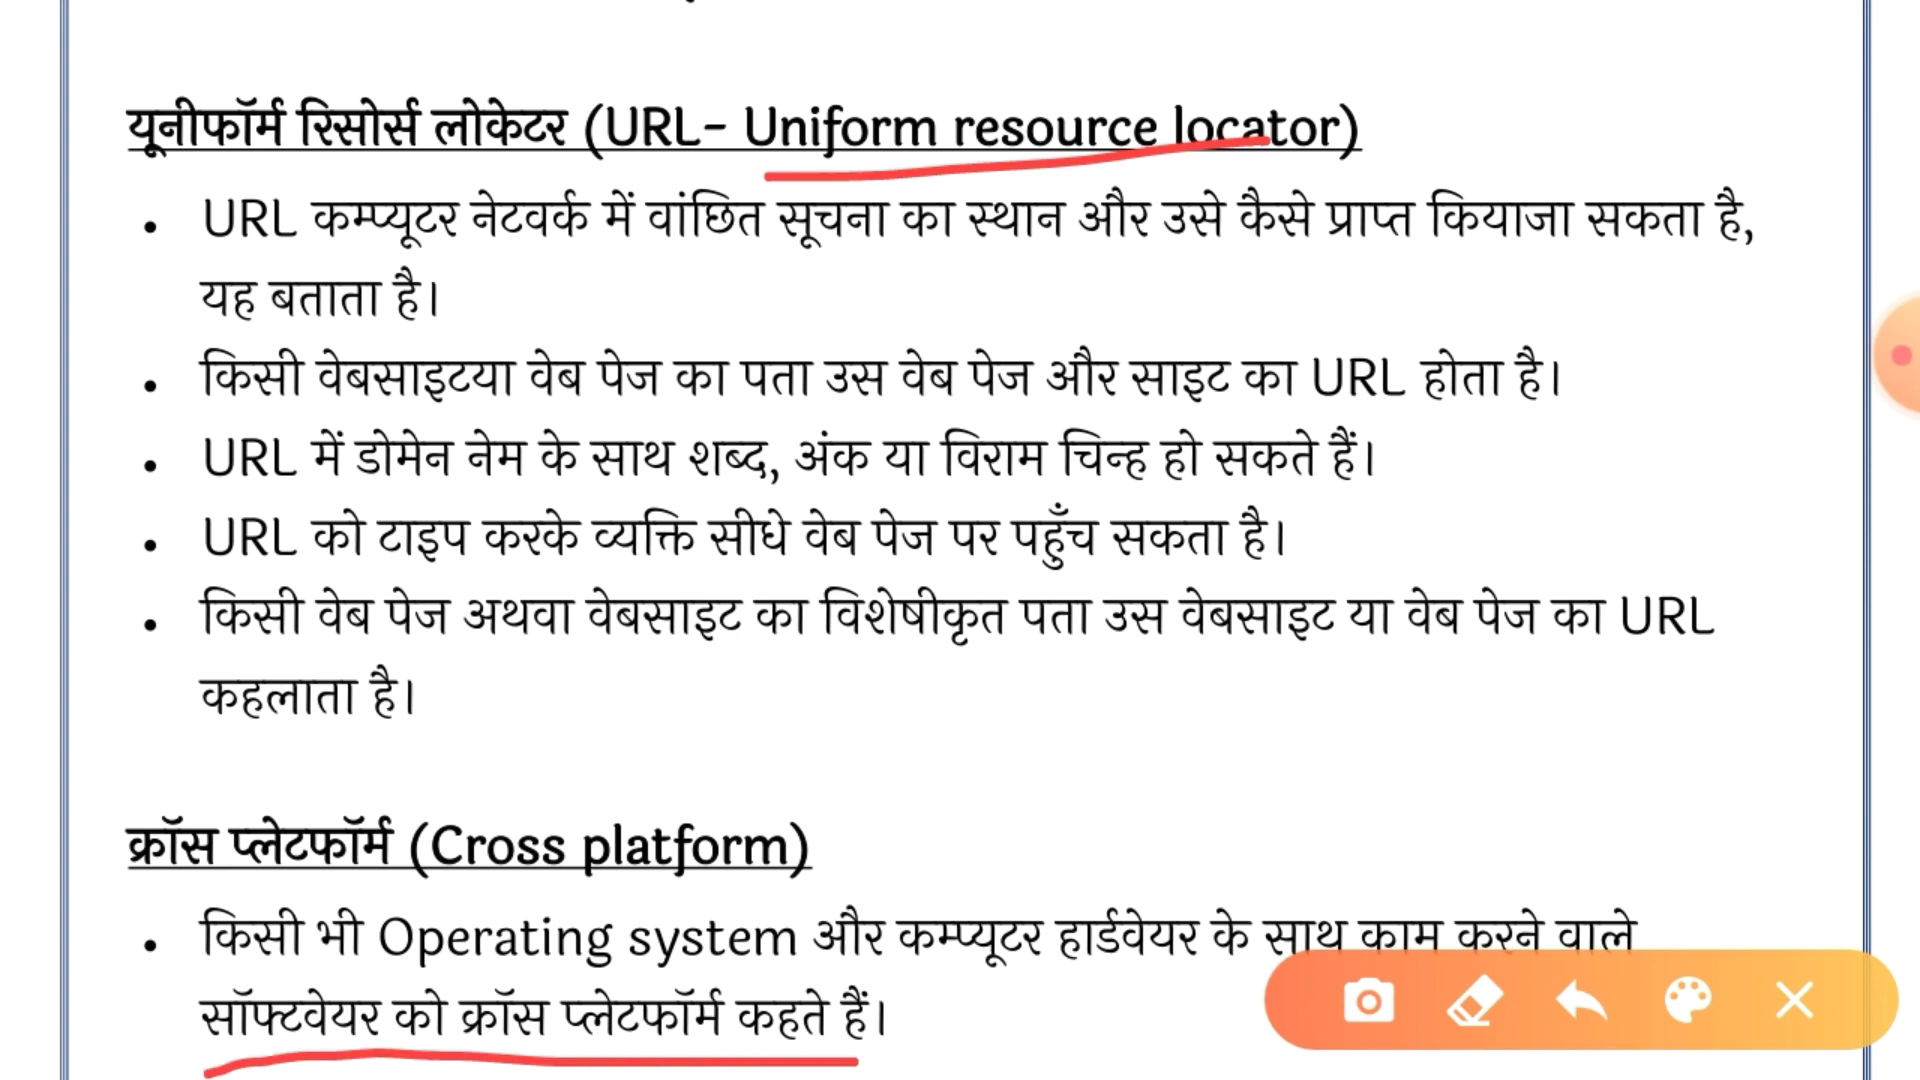 यूनीफॉर्म रिसोर्स लोकेटर (URL- Uniform resource locator)
• URL कम्प्यूटर नेटवर्क में वांछित सूचना का स्थान और उसे कैसे प्राप्त कियाजा सकता है,
यह बताता है।
• किसी वेबसाइटया वेब पेज का पता उस वेब पेज और साइट का URL होता है।
• URL में डोमेन नेम के साथ शब्द, अंक या विराम चिन्ह हो सकते हैं।
• URL को टाइप करके व्यक्ति सीधे वेब पेज पर पहुँच सकता है।
• किसी वेब पेज अथवा वेबसाइट का विशेषीकृत पता उस वेबसाइट या वेब पेज का URL
कहलाता है।
क्रॉस प्लेटफॉर्म (Cross platform)
• किसी भी Operating system और कम्प्यूटर हार्डवेयर के साथ काम करने वाले
सॉफ्टवेयर को क्रॉस प्लेटफॉर्म कहते हैं।